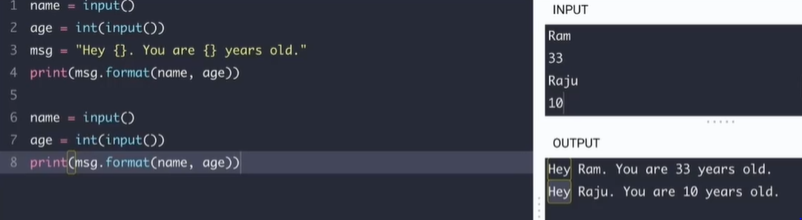 1 name = input()
2 age = int(input())
3 msg = "Hey {}. You are {} years old."
4 print(msg.format(name, age))
5
6 name = input()
7 age = int(input())
8 print(msg.format(name, age))
INPUT
Ram
33
Raju
10
OUTPUT
Hey Ram. You are 33 years old.
Hey Raju. You are 10 years old.